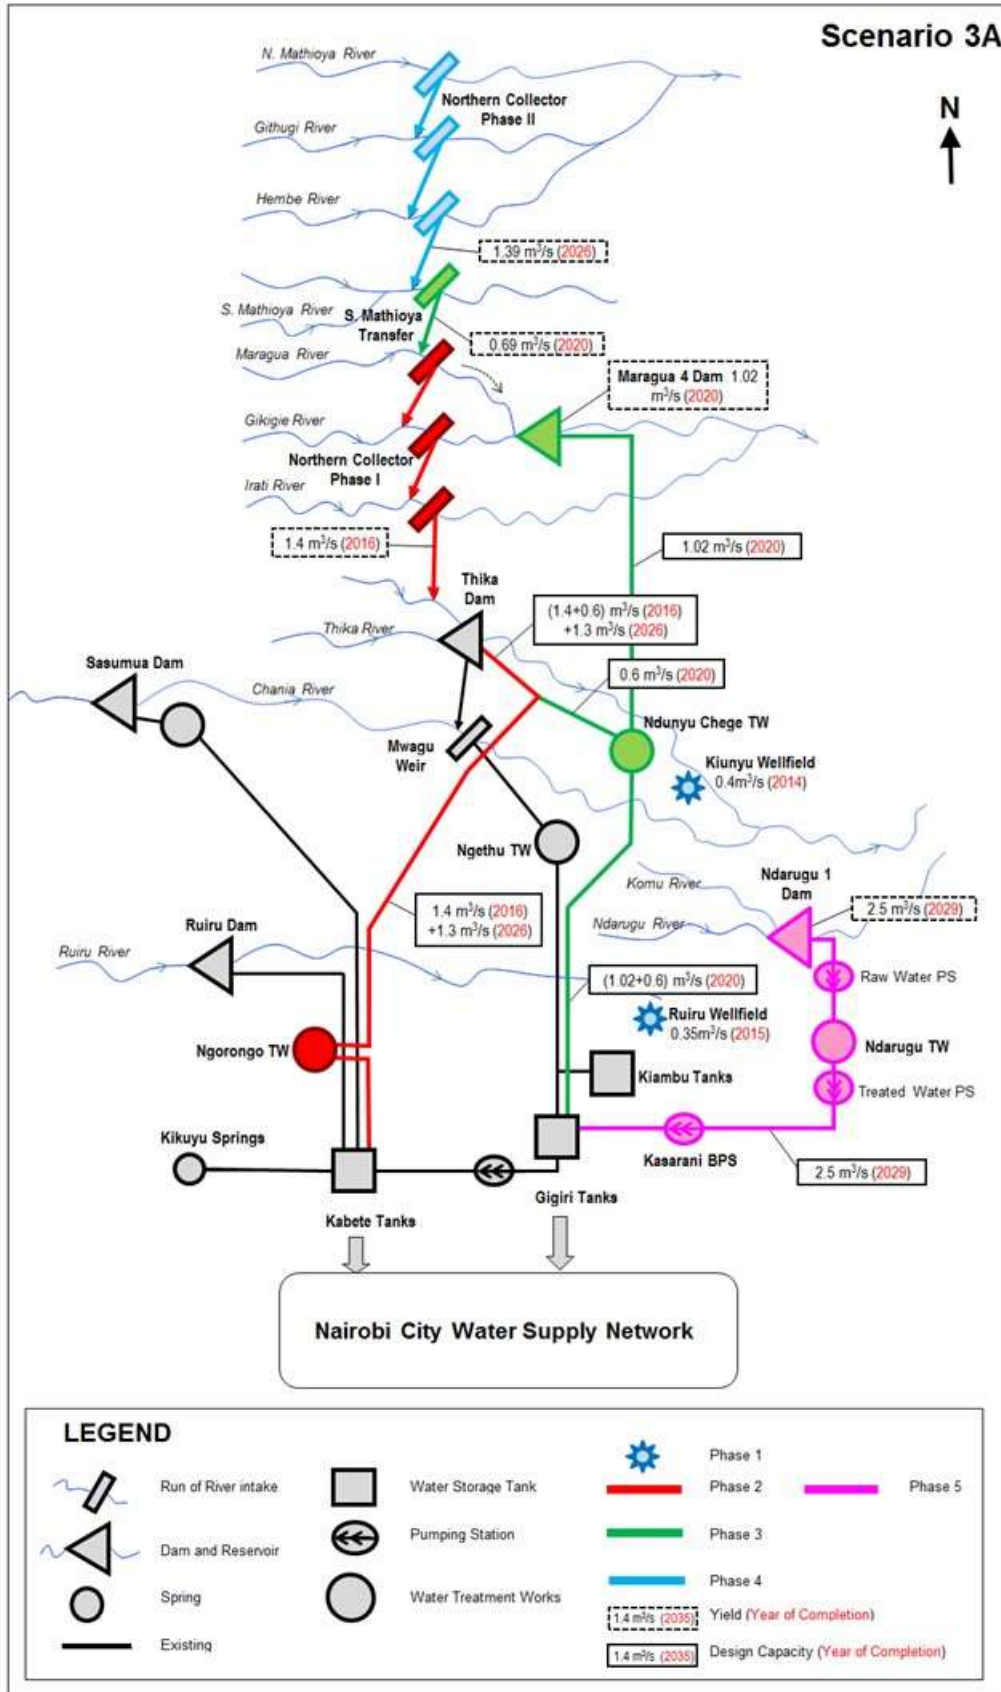 Scenario 3A
N. Mathioya River
N
Northern Collector
Phase II
Githugi River
Hembe River
1.39 m³/s (2026)
S. Mathioya River
S. Mathioya
Transfer
0.69 m³/s (2020)
Maragua River
Maragua 4 Dam 1.02
m³/s (2020)
Gikigie River
Northern Collector
Phase I
Irati River
1.4 m³/s (2016)
1.02 m³/s (2020)
Thika
Dam
(1.4+0.6) m³/s (2016)
+1.3 m³/s (2026)
Thika River
Sasumua Dam
0.6 m³/s (2020)
Chania River
Ndunyu Chege TW
Mwagu
Weir
Kiunyu Wellfield
0.4m³/s (2014)
Ngethu TW
Komu River
Ndarugu 1
Dam
1.4 m³/s (2016)
+1.3 m³/s (2026)
2.5 m³/s (2029)
Ndarugu River
Ruiru Dam
Ruiru River
(1.02+0.6) m³/s (2020)
Raw Water PS
Ruiru Wellfield
0.35m³/s (2015)
Ngorongo TW
Ndarugu TW
Kiambu Tanks
Treated Water PS
Kikuyu Springs
Kasarani BPS
2.5 m³/s (2029)
Gigiri Tanks
Kabete Tanks
Nairobi City Water Supply Network
LEGEND
Run of River intake
Water Storage Tank
Phase 1
Phase 2
Phase 5
Dam and Reservoir
Pumping Station
Phase 3
Spring
Water Treatment Works
Phase 4
1.4 m³/s (2035) Yield (Year of Completion)
Existing
1.4 m³/s (2035) Design Capacity (Year of Completion)